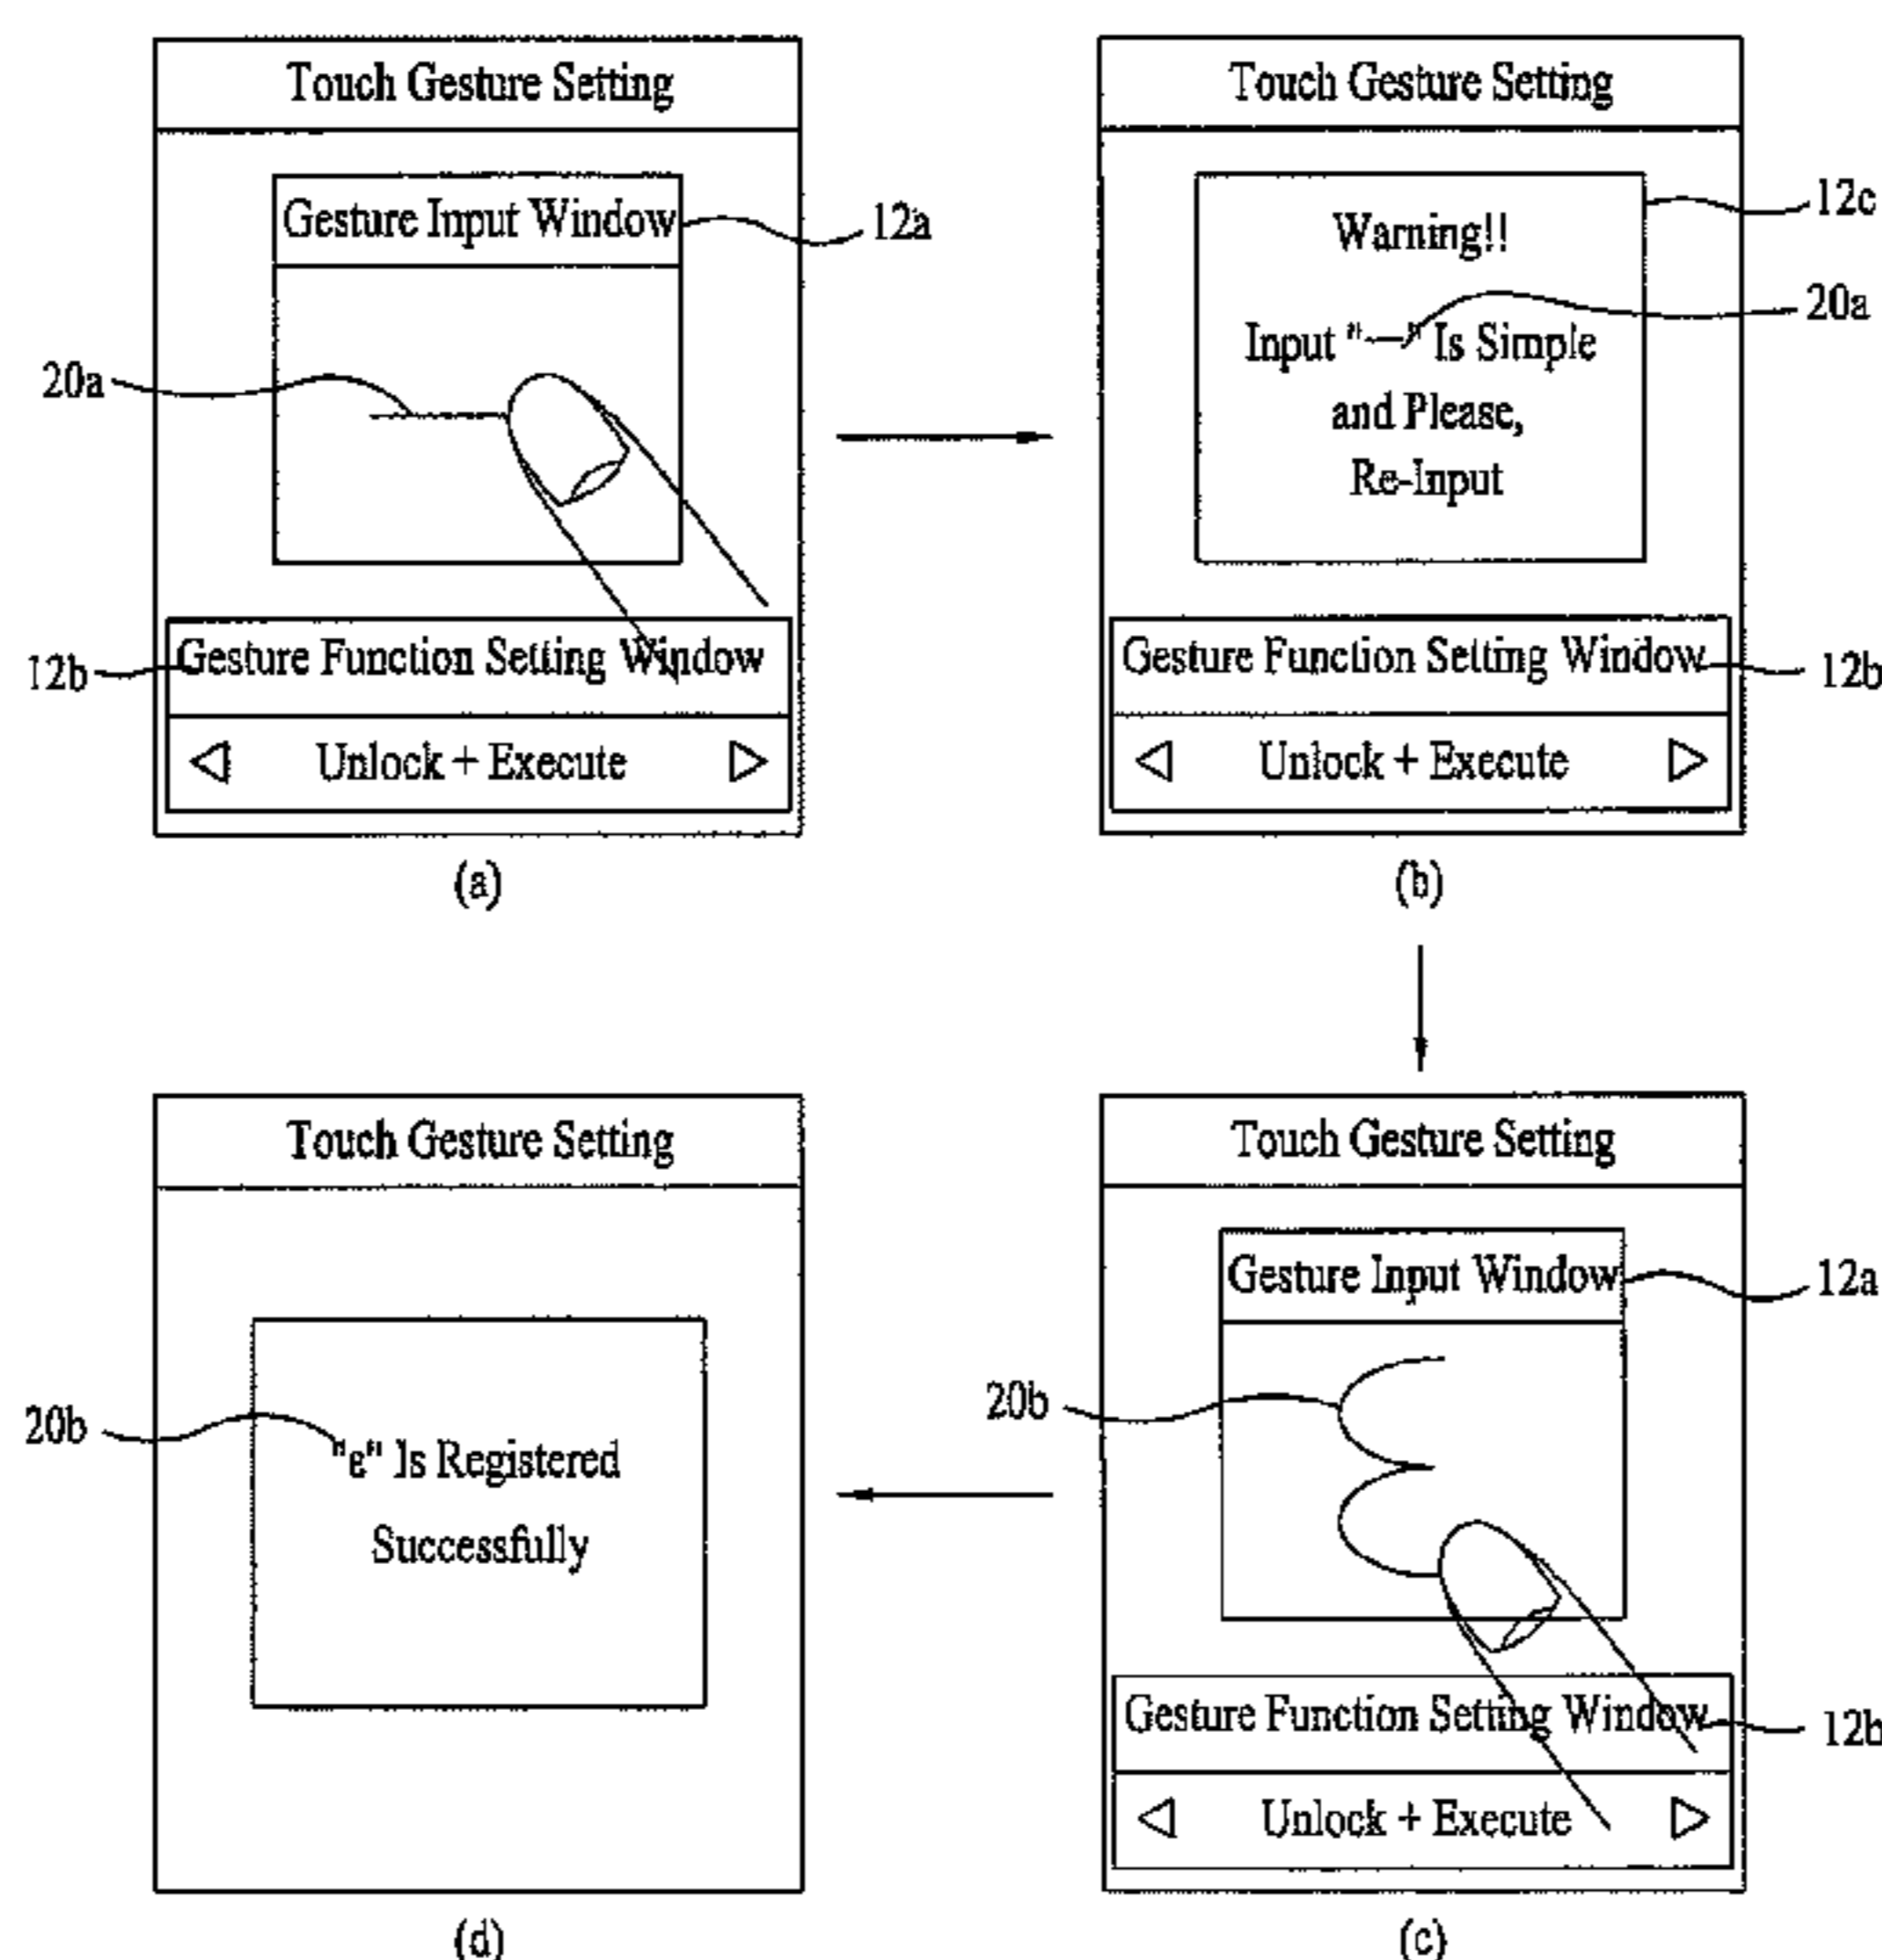 Touch Gesture Setting
Gesture Input Window
12a
20a
12b
Gesture Function Setting Window
Unlock + Execute
(a)
Touch Gesture Setting
12c
Warning!!
20a
Input "—" Is Simple
and Please,
Re-Input
Gesture Function Setting Window
12b
Unlock + Execute
(b)
Touch Gesture Setting
20b
"ε" Is Registered
Successfully
(d)
Touch Gesture Setting
Gesture Input Window
12a
20b
Gesture Function Setting Window
12b
Unlock + Execute
(c)